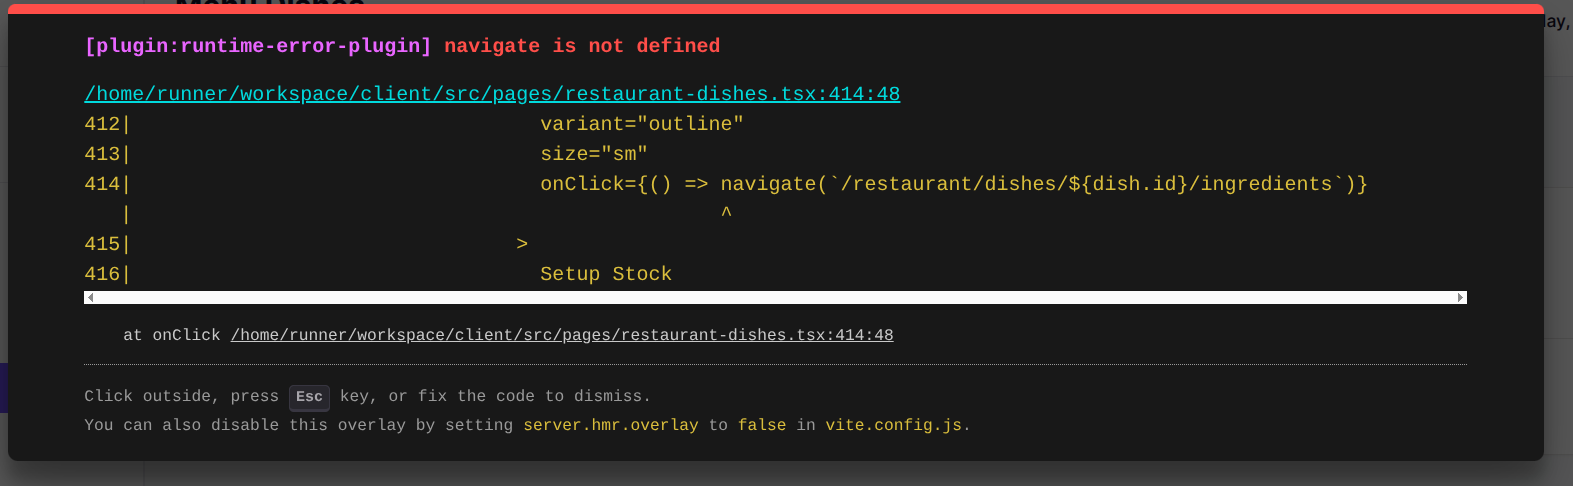 Menu Dishes
lay,
[plugin:runtime-error-plugin] navigate is not defined
/home/runner/workspace/client/src/pages/restaurant-dishes.tsx:414:48
412|                                  variant="outline"
413|                                  size="sm"
414|                                  onClick={() => navigate(`/restaurant/dishes/${dish.id}/ingredients`)}
   |                                                 ^
415|                                >
416|                                  Setup Stock
at onClick /home/runner/workspace/client/src/pages/restaurant-dishes.tsx:414:48
Click outside, press Esc key, or fix the code to dismiss.
You can also disable this overlay by setting server.hmr.overlay to false in vite.config.js.